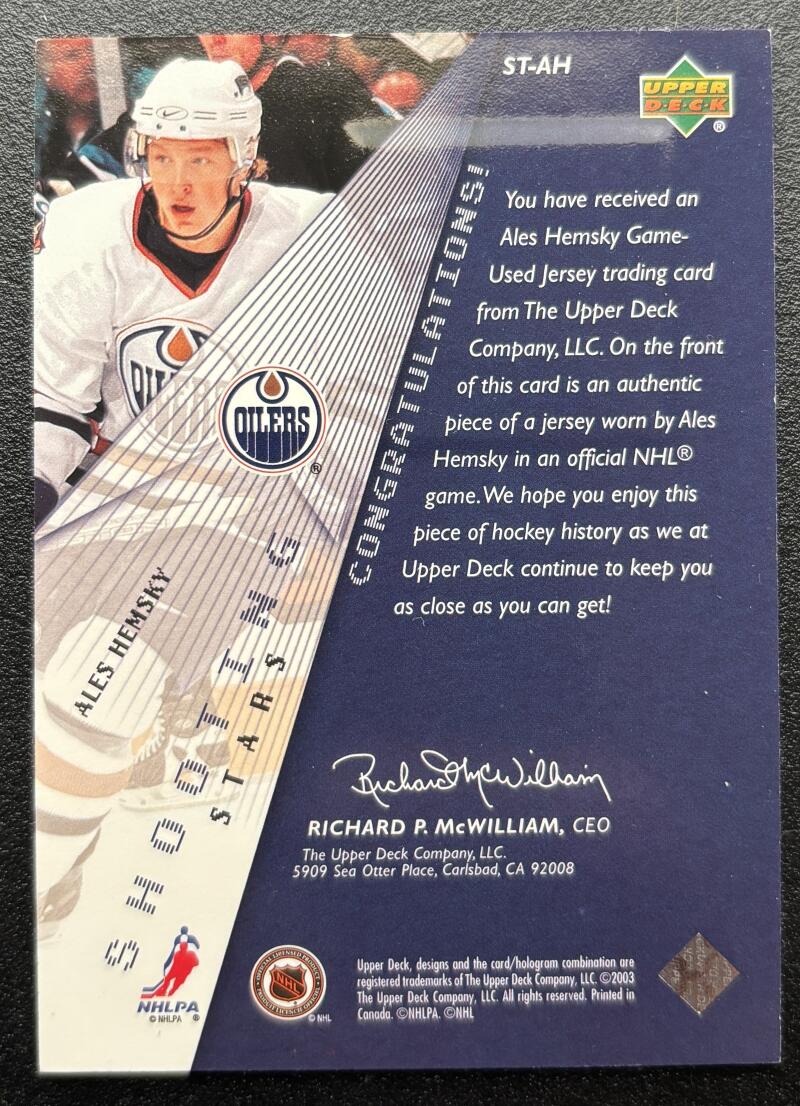 ST-AH
UPPER
D·E·C·K
®
CONGRATULATIONS!
You have received an
Ales Hemsky Game-
Used Jersey trading card
from The Upper Deck
Company, LLC. On the front
of this card is an authentic
piece of a jersey worn by Ales
Hemsky in an official NHL®
game. We hope you enjoy this
piece of hockey history as we at
Upper Deck continue to keep you
as close as you can get!
OILERS
OILERS
®
ALES HEMSKY
SHOOTING
STARS
Richard McWilliam
RICHARD P. McWILLIAM, CEO
The Upper Deck Company, LLC.
5909 Sea Otter Place, Carlsbad, CA 92008
NHLPA ®
©NHLPA
NHL
©NHL
Upper Deck, designs and the card/hologram combination are
registered trademarks of The Upper Deck Company, LLC. ©2003
The Upper Deck Company, LLC. All rights reserved. Printed in
Canada. ©NHLPA. ©NHL